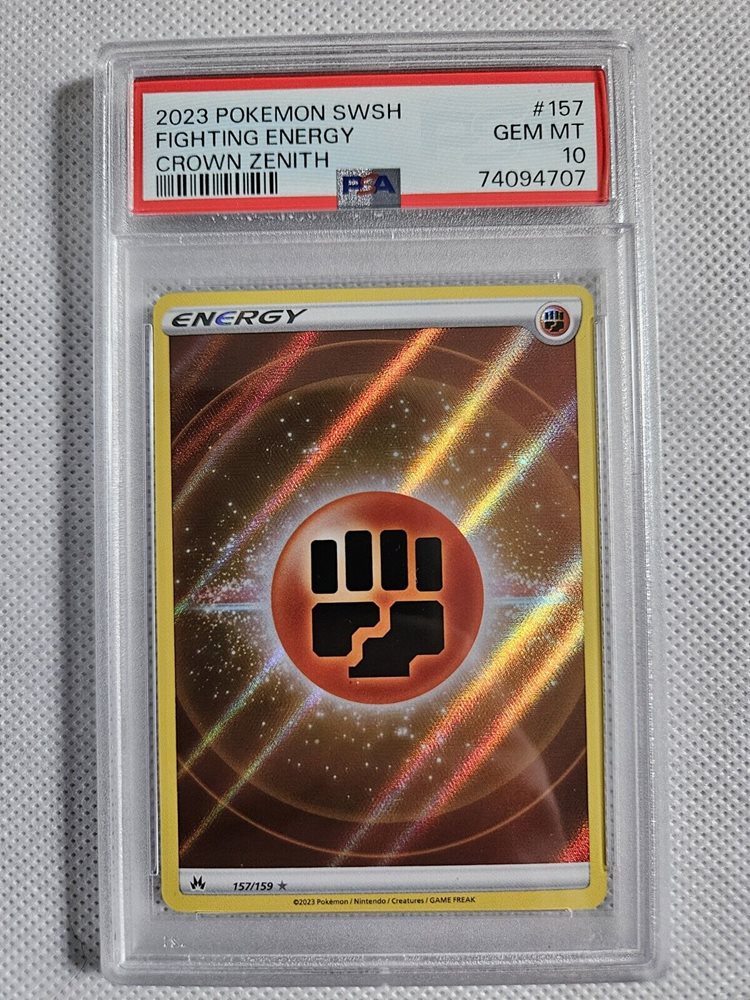 2023 POKEMON SWSH #157
FIGHTING ENERGY GEM MT
CROWN ZENITH 10
PSA 74094707
ENERGY
157/159
©2023 Pokémon / Nintendo / Creatures / GAME FREAK